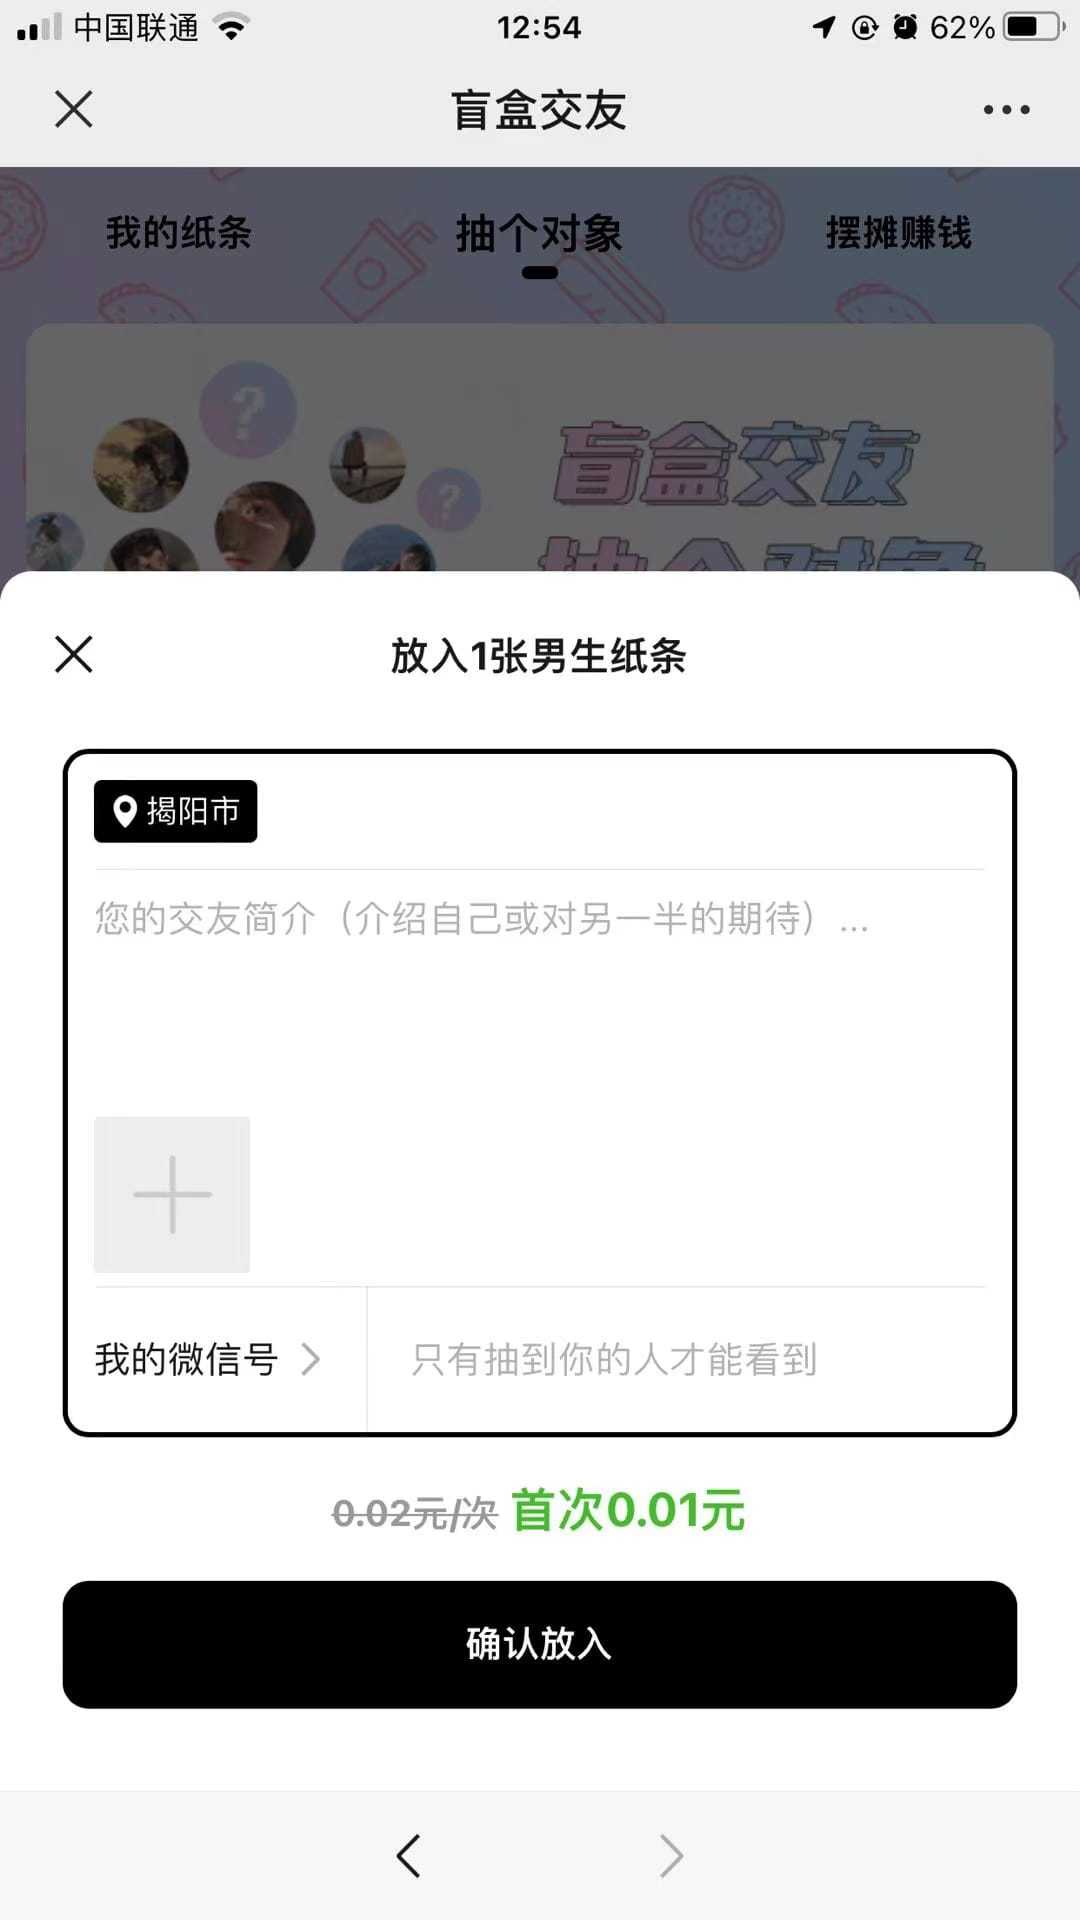 中国联通 12:54 62%
盲盒交友
我的纸条 抽个对象 摆摊赚钱
盲盒交友
抽个对象
放入1张男生纸条
揭阳市
您的交友简介（介绍自己或对另一半的期待）...
我的微信号 只有抽到你的人才能看到
0.02元/次 首次0.01元
确认放入